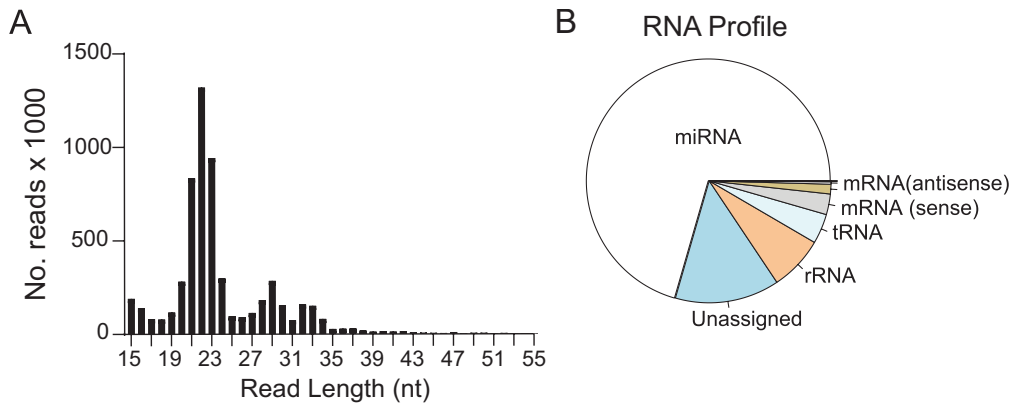 A
1500
1000
500
0
No. reads x 1000
15 19 23 27 31 35 39 43 47 51 55
Read Length (nt)
B
RNA Profile
miRNA
mRNA(antisense)
mRNA (sense)
tRNA
rRNA
Unassigned